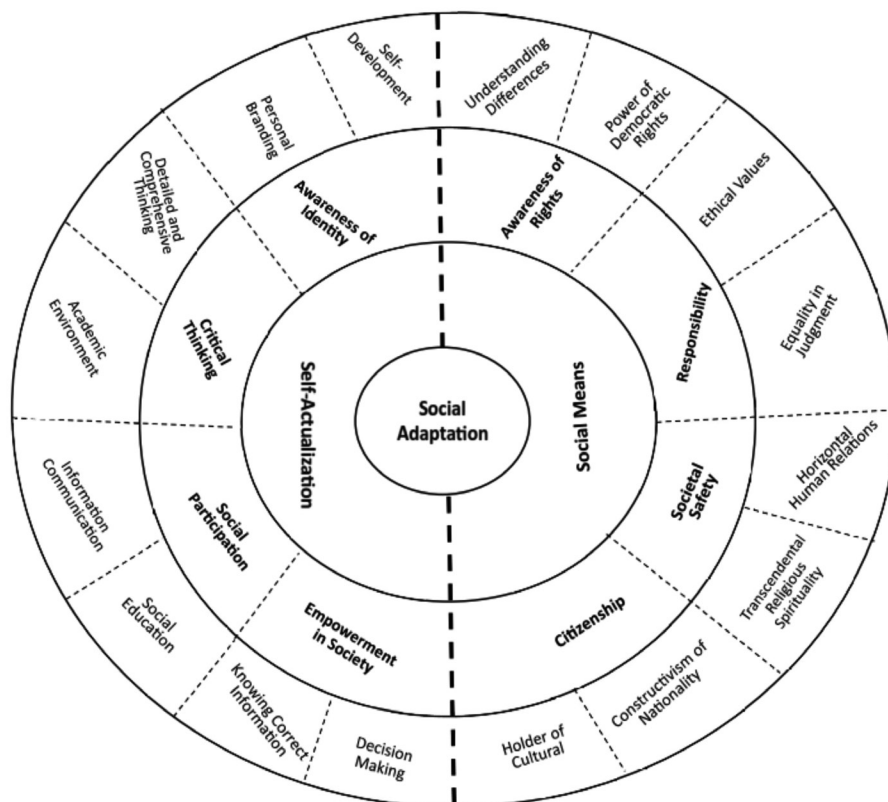 Self-
Development
Understanding
Differences
Personal
Branding
Power of
Democratic
Rights
Detailed and
Comprehensive
Thinking
Ethical Values
Awareness of
Identity
Awareness of
Rights
Academic
Environment
Critical
Thinking
Responsibility
Equality in
Judgment
Self-Actualization
Social
Adaptation
Social Means
Information
Communication
Social
Participation
Societal
Safety
Horizontal
Human Relations
Social
Education
Empowerment
in Society
Citizenship
Transcendental
Religious
Spirituality
Knowing Correct
Information
Decision
Making
Holder of
Cultural
Constructivism of
Nationality